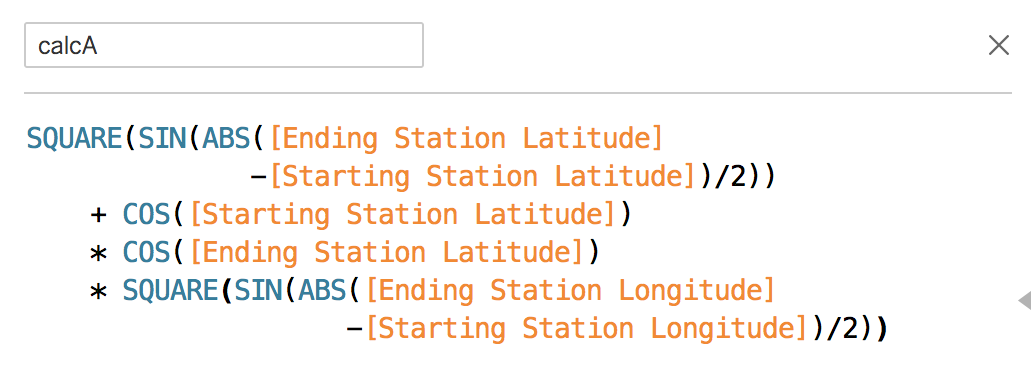 calcA
SQUARE(SIN(ABS([Ending Station Latitude]
-[Starting Station Latitude])/2))
+ COS([Starting Station Latitude])
* COS([Ending Station Latitude])
* SQUARE(SIN(ABS([Ending Station Longitude]
-[Starting Station Longitude])/2))